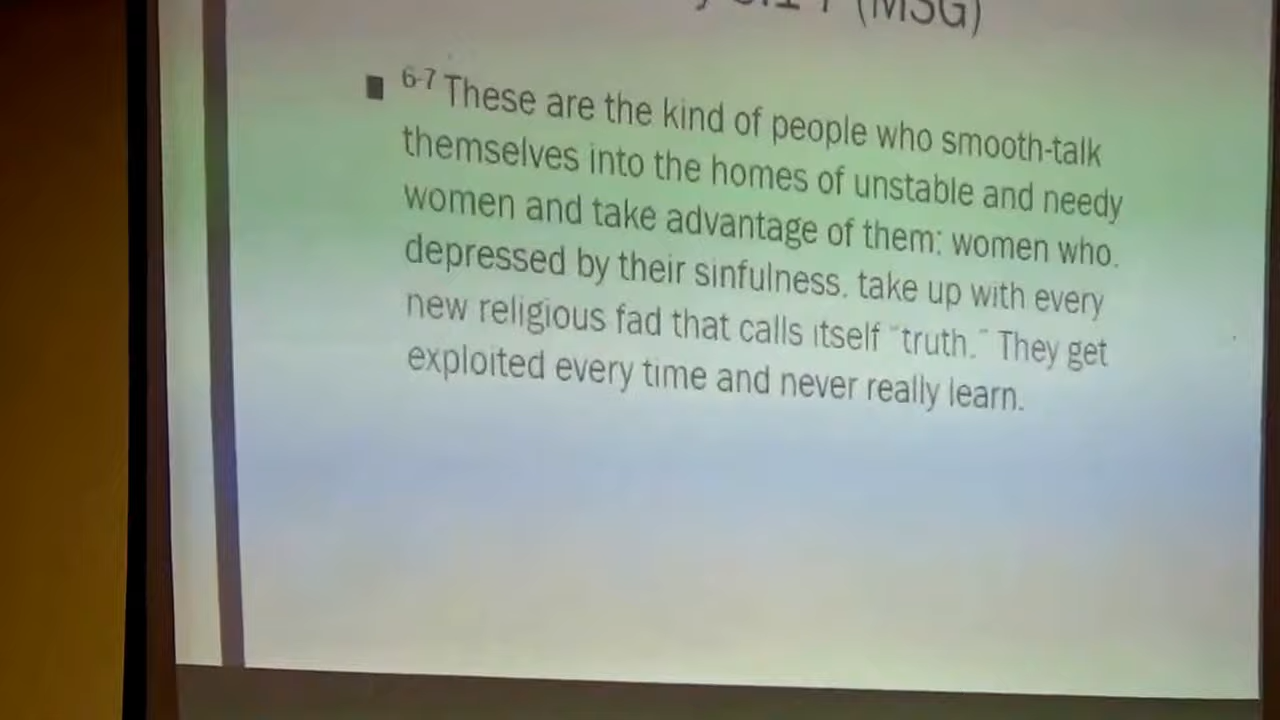 (MSG)
6-7 These are the kind of people who smooth-talk
themselves into the homes of unstable and needy
women and take advantage of them; women who,
depressed by their sinfulness, take up with every
new religious fad that calls itself "truth." They get
exploited every time and never really learn.